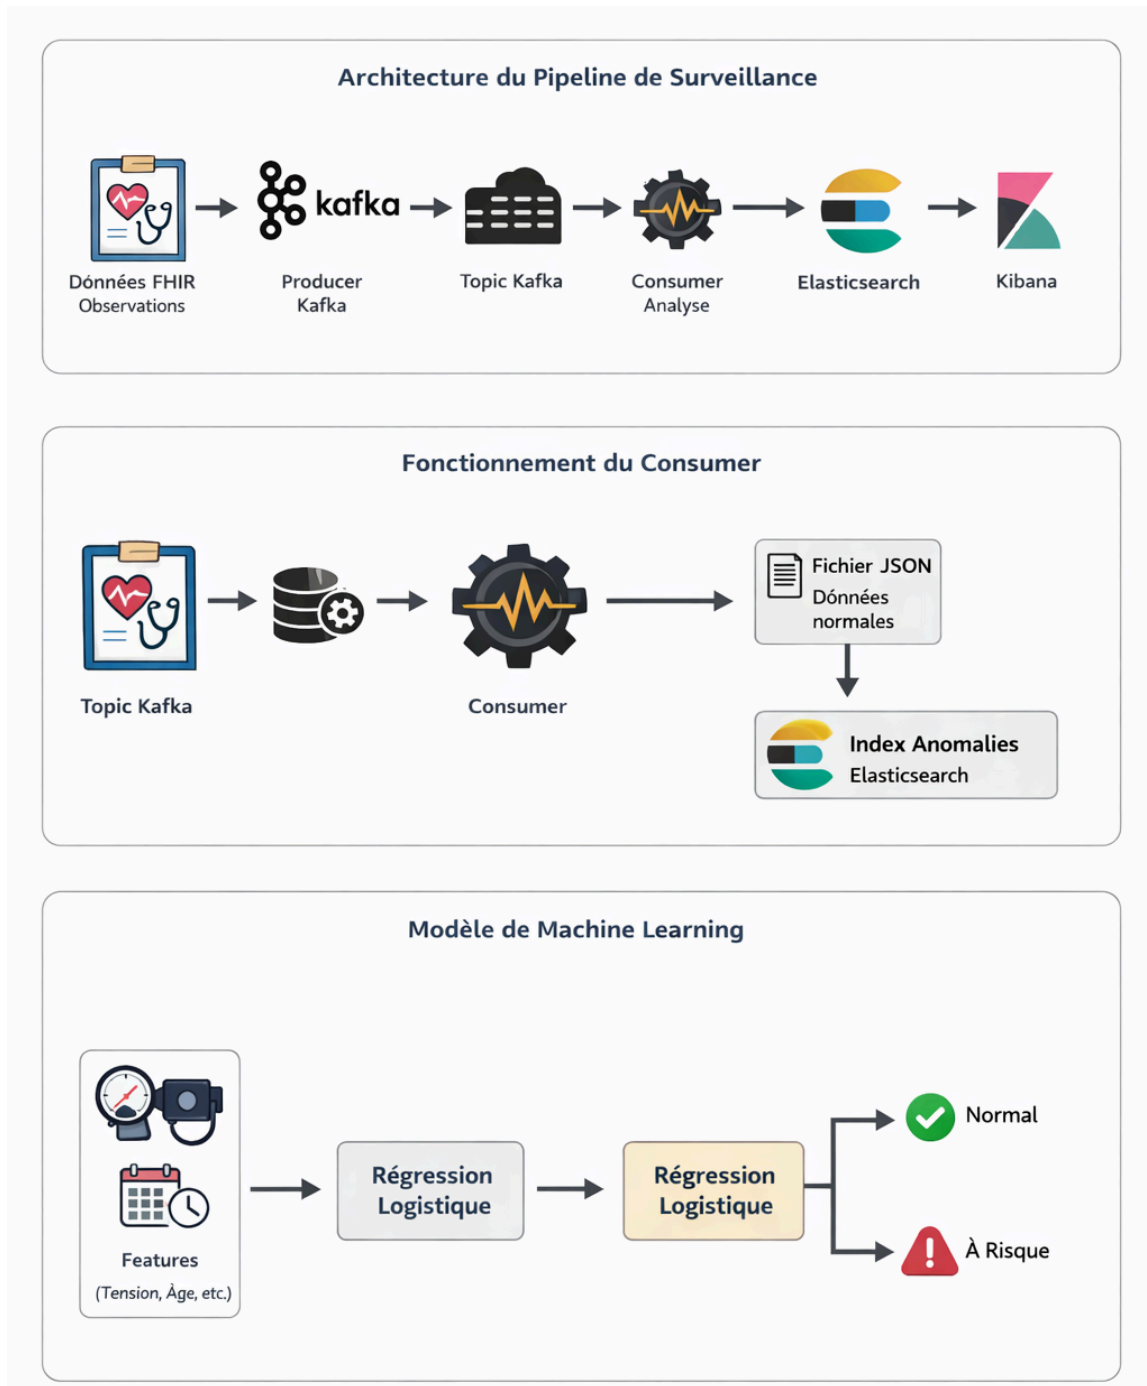 Architecture du Pipeline de Surveillance
kafka
Dónnées FHIR
Observations
Producer
Kafka
Topic Kafka
Consumer
Analyse
Elasticsearch
Kibana
Fonctionnement du Consumer
Topic Kafka
Consumer
Fichier JSON
Dónnées
normales
Index Anomalies
Elasticsearch
Modèle de Machine Learning
Features
(Tension, Àge, etc.)
Régression
Logistique
Régression
Logistique
Normal
À Risque